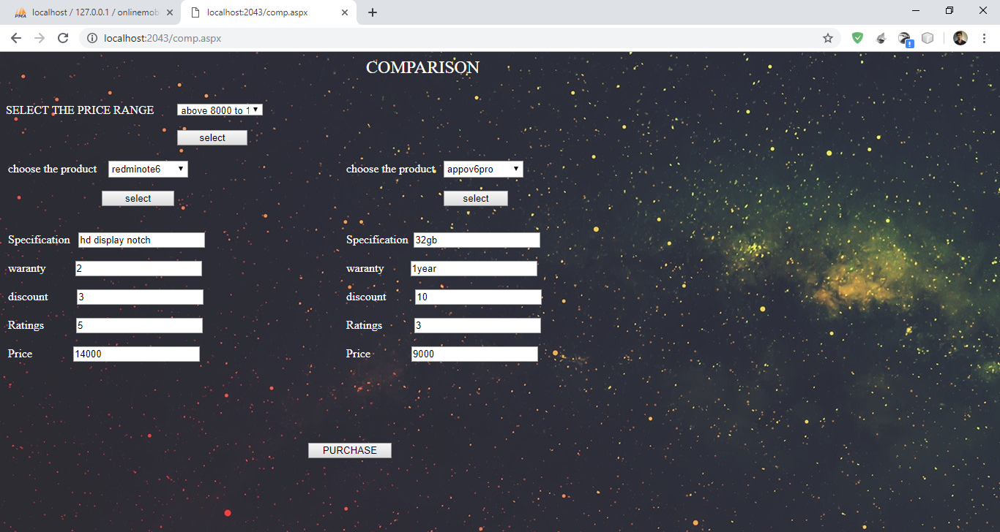 localhost / 127.0.0.1 / onlinemob
localhost:2043/comp.aspx
localhost:2043/comp.aspx
COMPARISON
SELECT THE PRICE RANGE above 8000 to 1
select
choose the product redminote6 choose the product appov6pro
select select
Specification hd display notch Specification 32gb
waranty 2 waranty 1year
discount 3 discount 10
Ratings 5 Ratings 3
Price 14000 Price 9000
PURCHASE